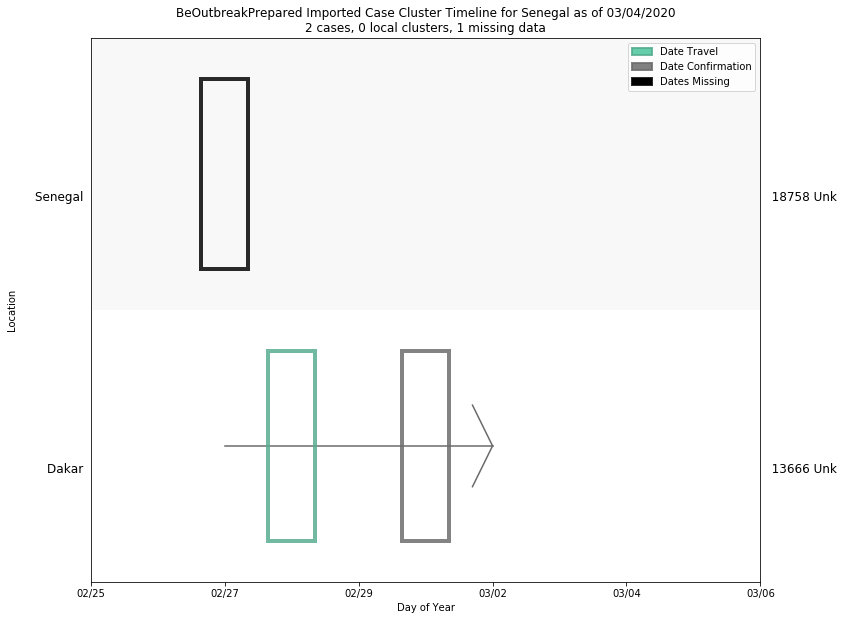 BeOutbreakPrepared Imported Case Cluster Timeline for Senegal as of 03/04/2020
2 cases, 0 local clusters, 1 missing data
Date Travel
Date Confirmation
Dates Missing
Senegal
18758 Unk
Location
Dakar
13666 Unk
02/25
02/27
02/29
03/02
03/04
03/06
Day of Year